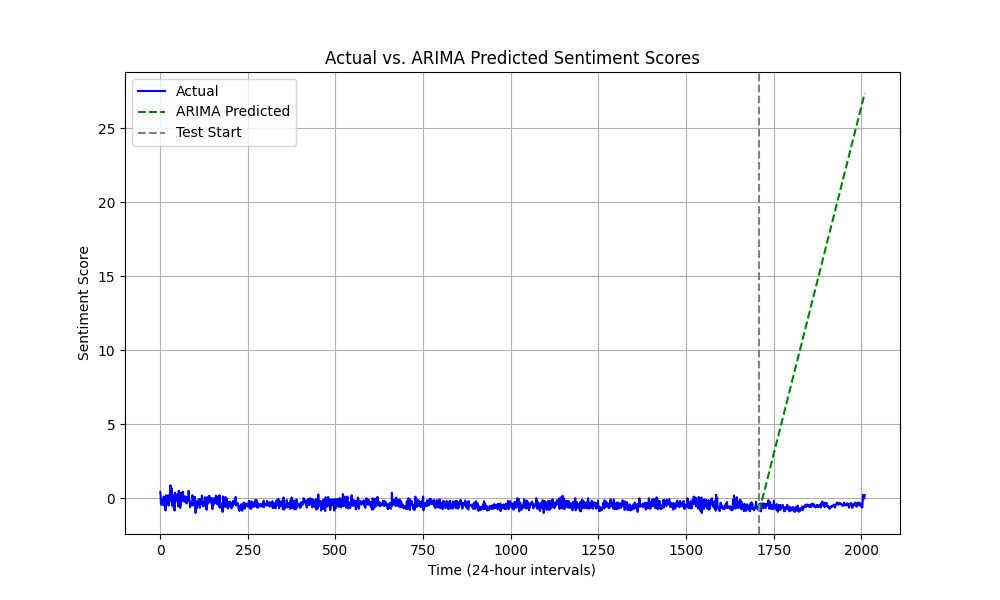 Actual vs. ARIMA Predicted Sentiment Scores
Actual
ARIMA Predicted
Test Start
25
20
15
10
5
0
Sentiment Score
0 250 500 750 1000 1250 1500 1750 2000
Time (24-hour intervals)